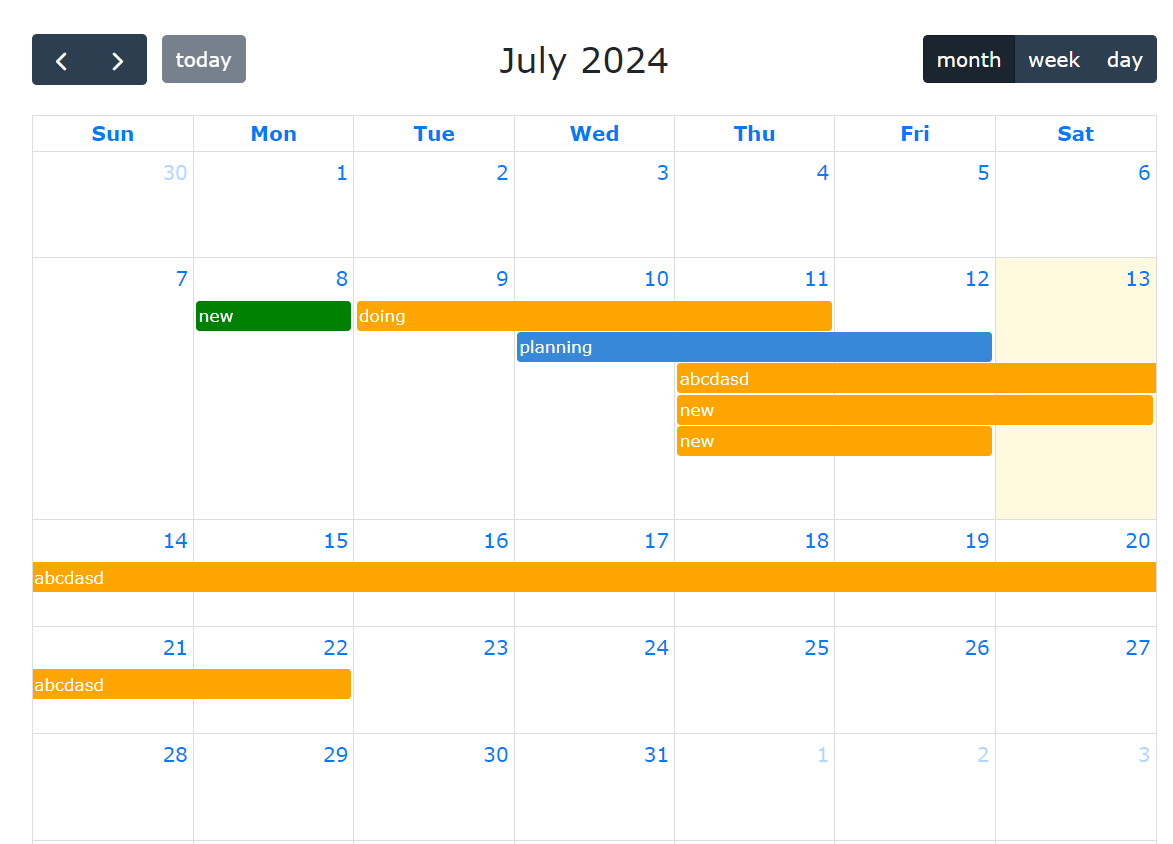 today July 2024 month week day
Sun Mon Tue Wed Thu Fri Sat
30 1 2 3 4 5 6
7 8 9 10 11 12 13
new doing
planning
abcdasd
new
new
14 15 16 17 18 19 20
abcdasd
21 22 23 24 25 26 27
abcdasd
28 29 30 31 1 2 3